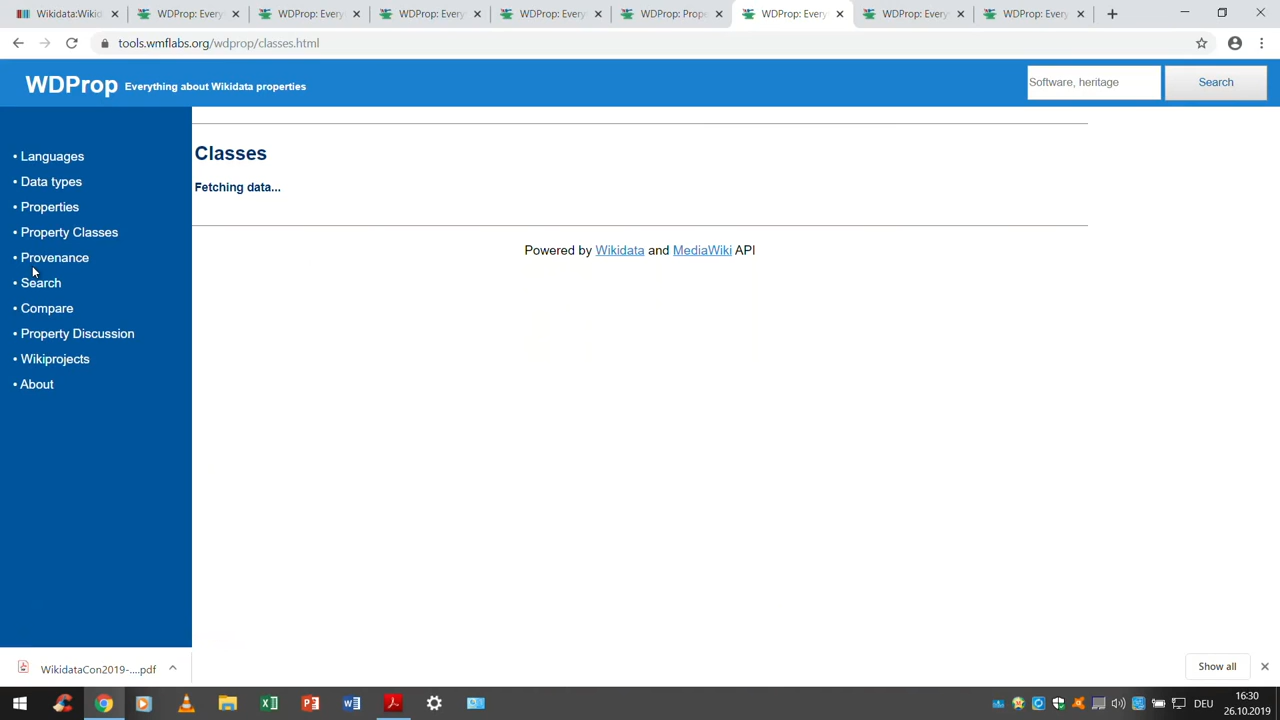 Wikidata:Wikid
WDProp: Every
WDProp: Every
WDProp: Every
WDProp: Every
WDProp: Prope
WDProp: Every
WDProp: Every
WDProp: Every
tools.wmflabs.org/wdprop/classes.html
WDProp Everything about Wikidata properties
Software, heritage
Search
• Languages
• Data types
• Properties
• Property Classes
• Provenance
• Search
• Compare
• Property Discussion
• Wikiprojects
• About
Classes
Fetching data...
Powered by Wikidata and MediaWiki API
WikidataCon2019-....pdf
Show all
DEU
16:30
26.10.2019